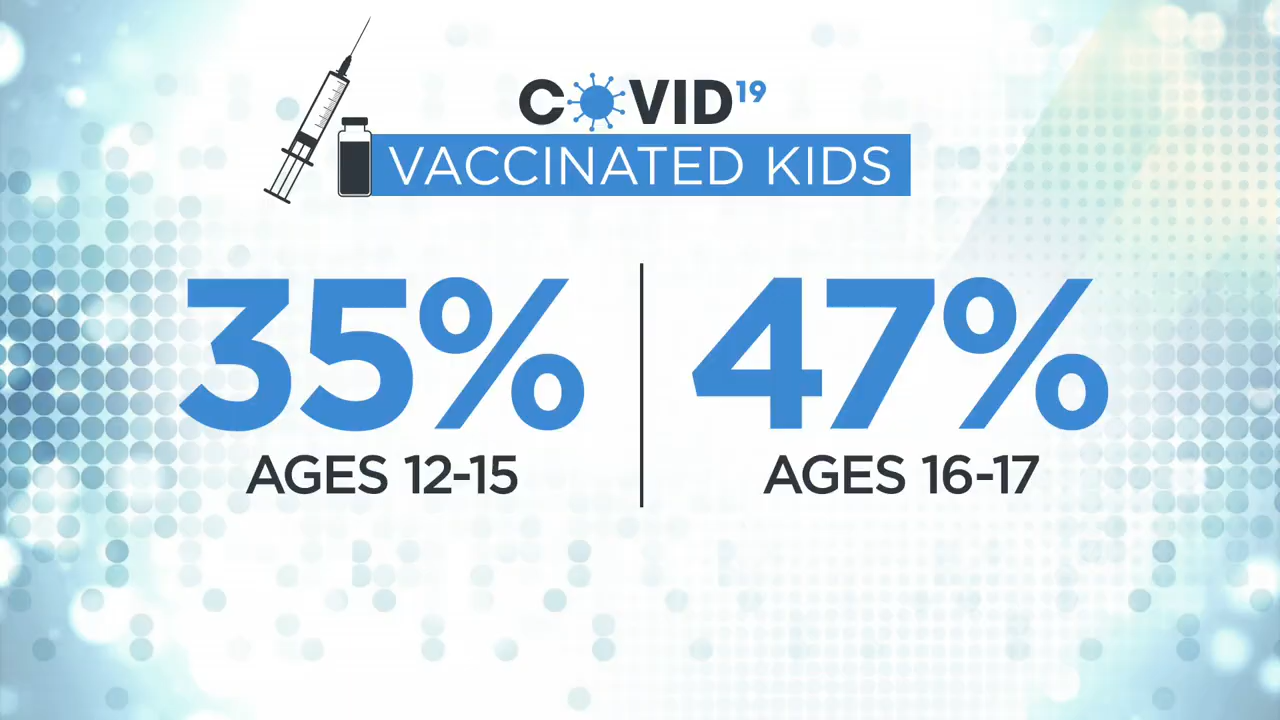 COVID19
VACCINATED KIDS
35%
AGES 12-15
47%
AGES 16-17